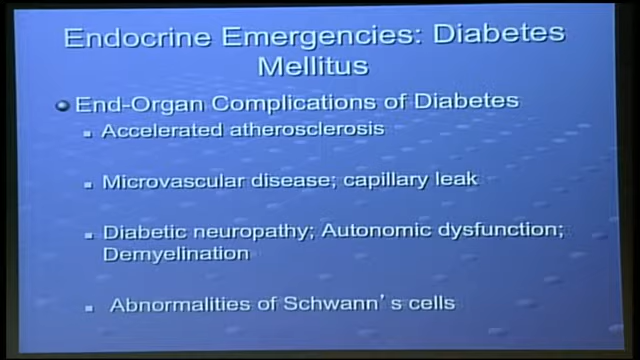 Endocrine Emergencies: Diabetes
Mellitus
End-Organ Complications of Diabetes
Accelerated atherosclerosis
Microvascular disease; capillary leak
Diabetic neuropathy; Autonomic dysfunction;
Demyelination
Abnormalities of Schwann's cells